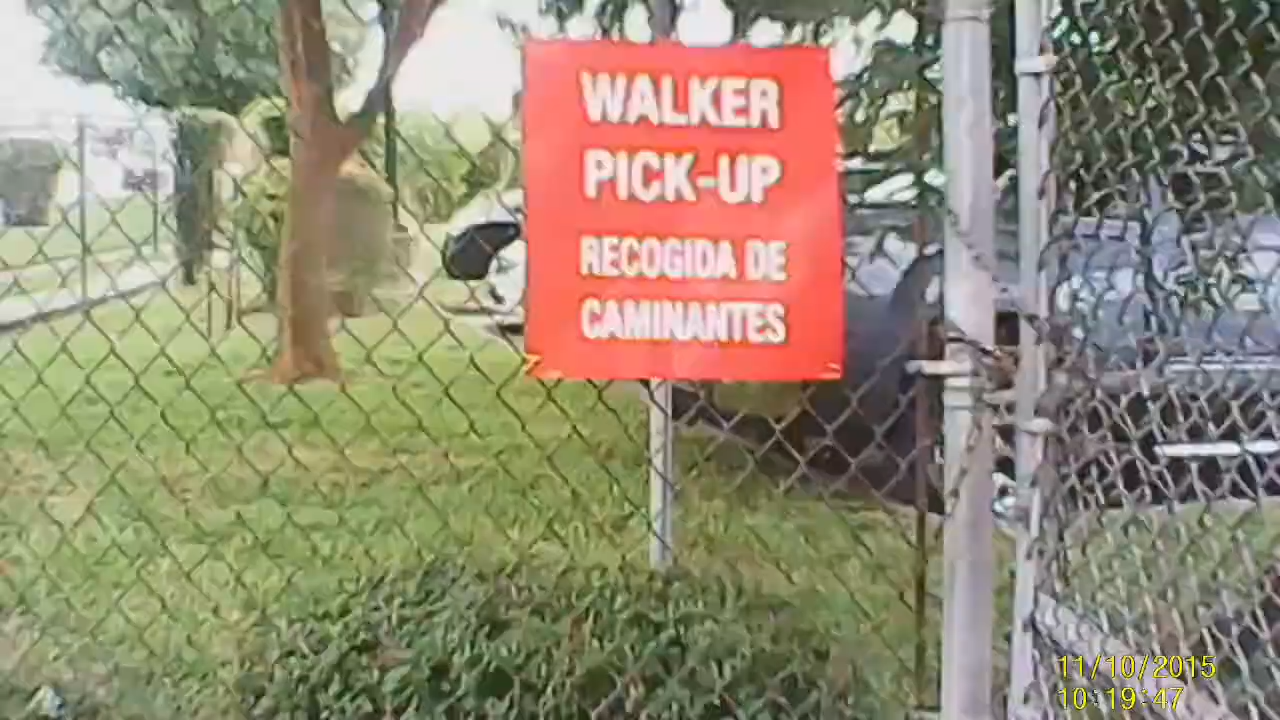 WALKER
PICK-UP
RECOGIDA DE
CAMINANTES
11/10/2015
10:19:47